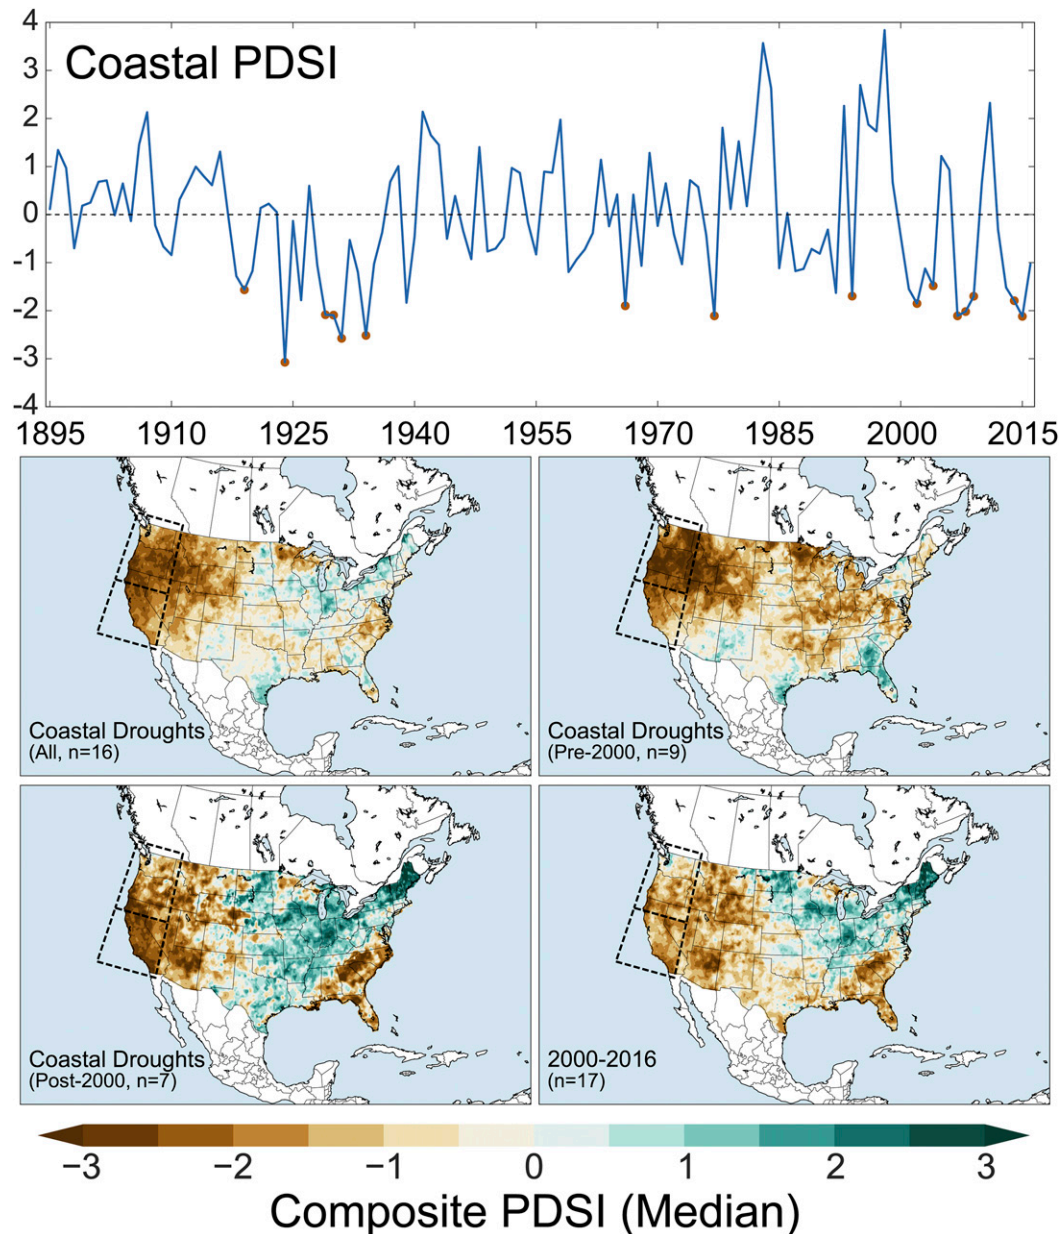 Coastal PDSI
4
3
2
1
0
-1
-2
-3
-4
1895 1910 1925 1940 1955 1970 1985 2000 2015
Coastal Droughts
(All, n=16)
Coastal Droughts
(Pre-2000, n=9)
Coastal Droughts
(Post-2000, n=7)
2000-2016
(n=17)
−3 −2 −1 0 1 2 3
Composite PDSI (Median)